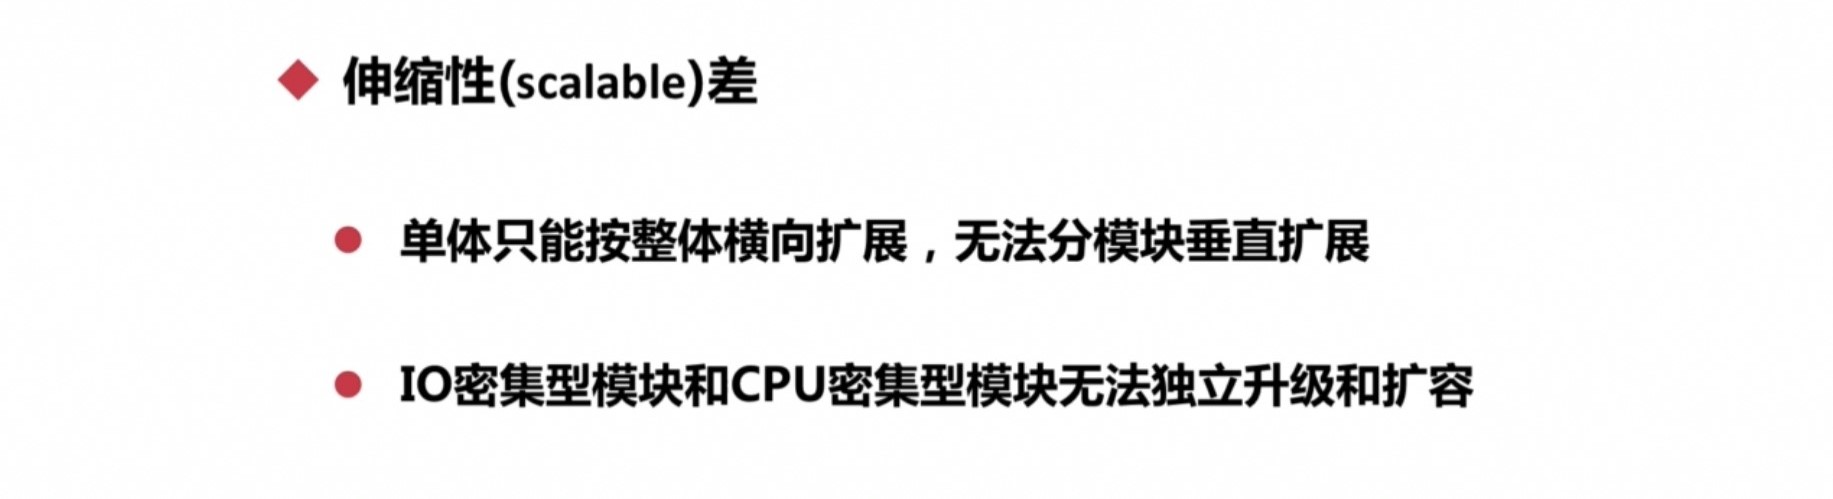 伸缩性(scalable)差
单体只能按整体横向扩展，无法分模块垂直扩展
IO密集型模块和CPU密集型模块无法独立升级和扩容